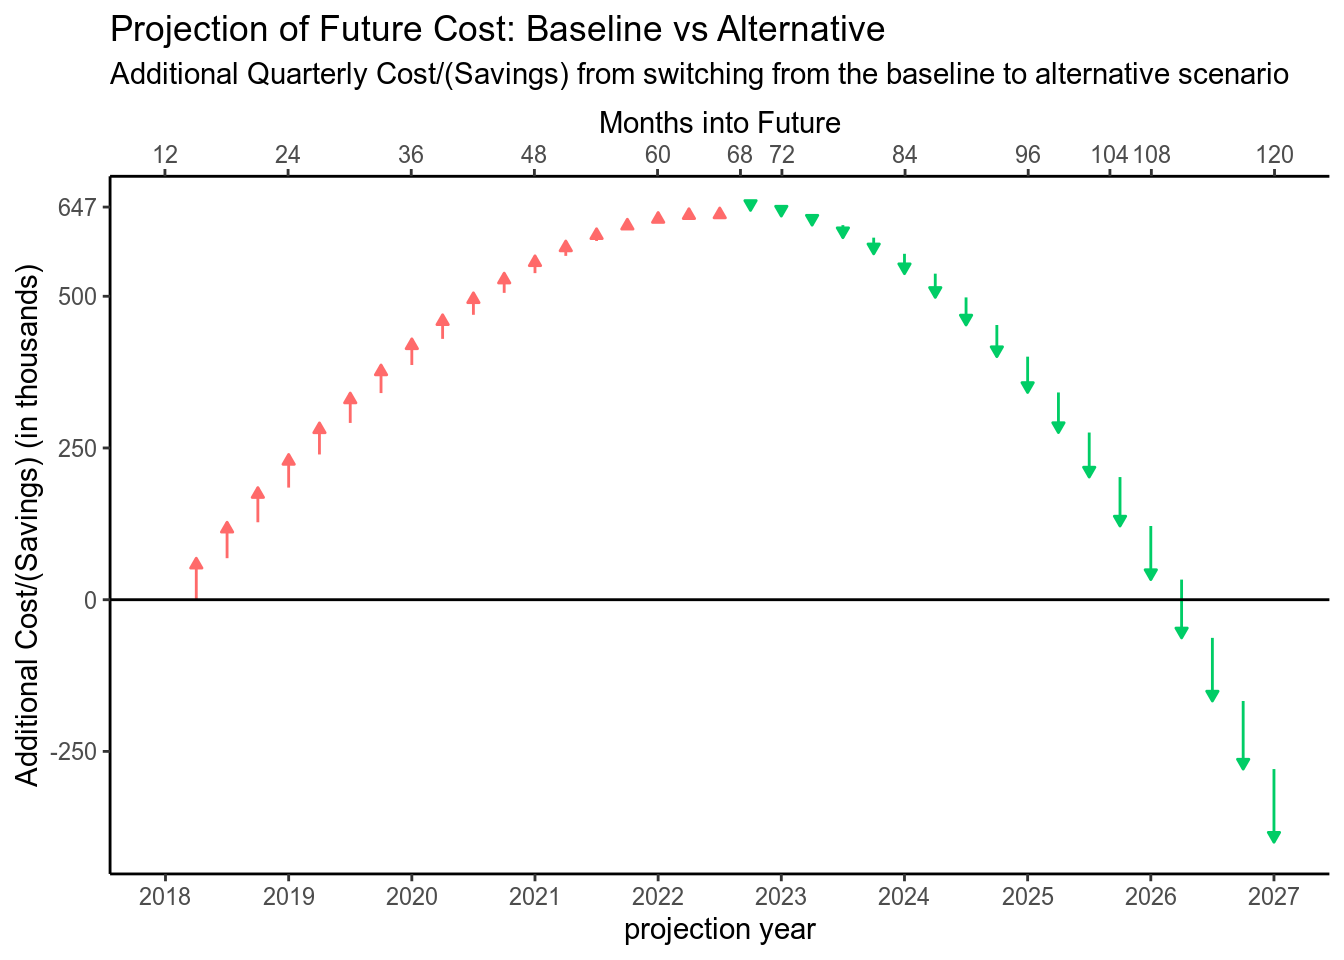 Projection of Future Cost: Baseline vs Alternative
Additional Quarterly Cost/(Savings) from switching from the baseline to alternative scenario
Months into Future
12 24 36 48 60 68 72 84 96 104 108 120
Additional Cost/(Savings) (in thousands)
647
500
250
0
-250
2018 2019 2020 2021 2022 2023 2024 2025 2026 2027
projection year